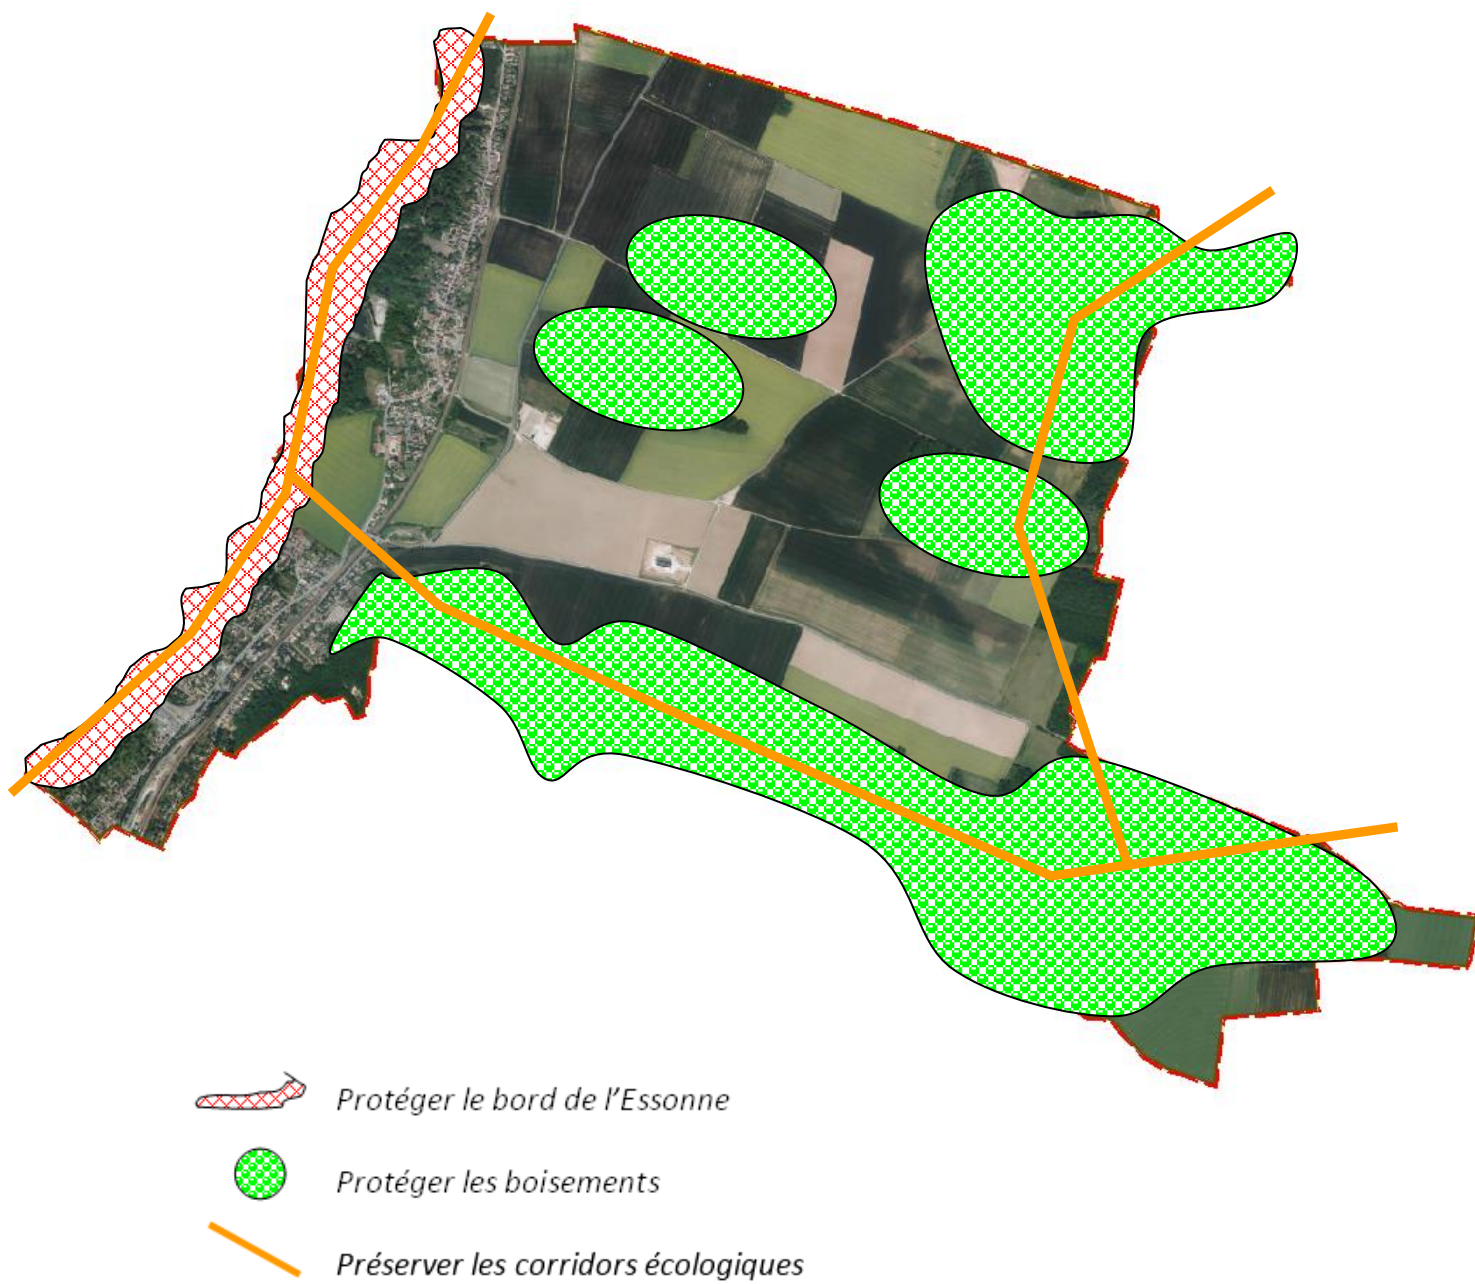 Protéger le bord de l’Essonne
Protéger les boisements
Préserver les corridors écologiques